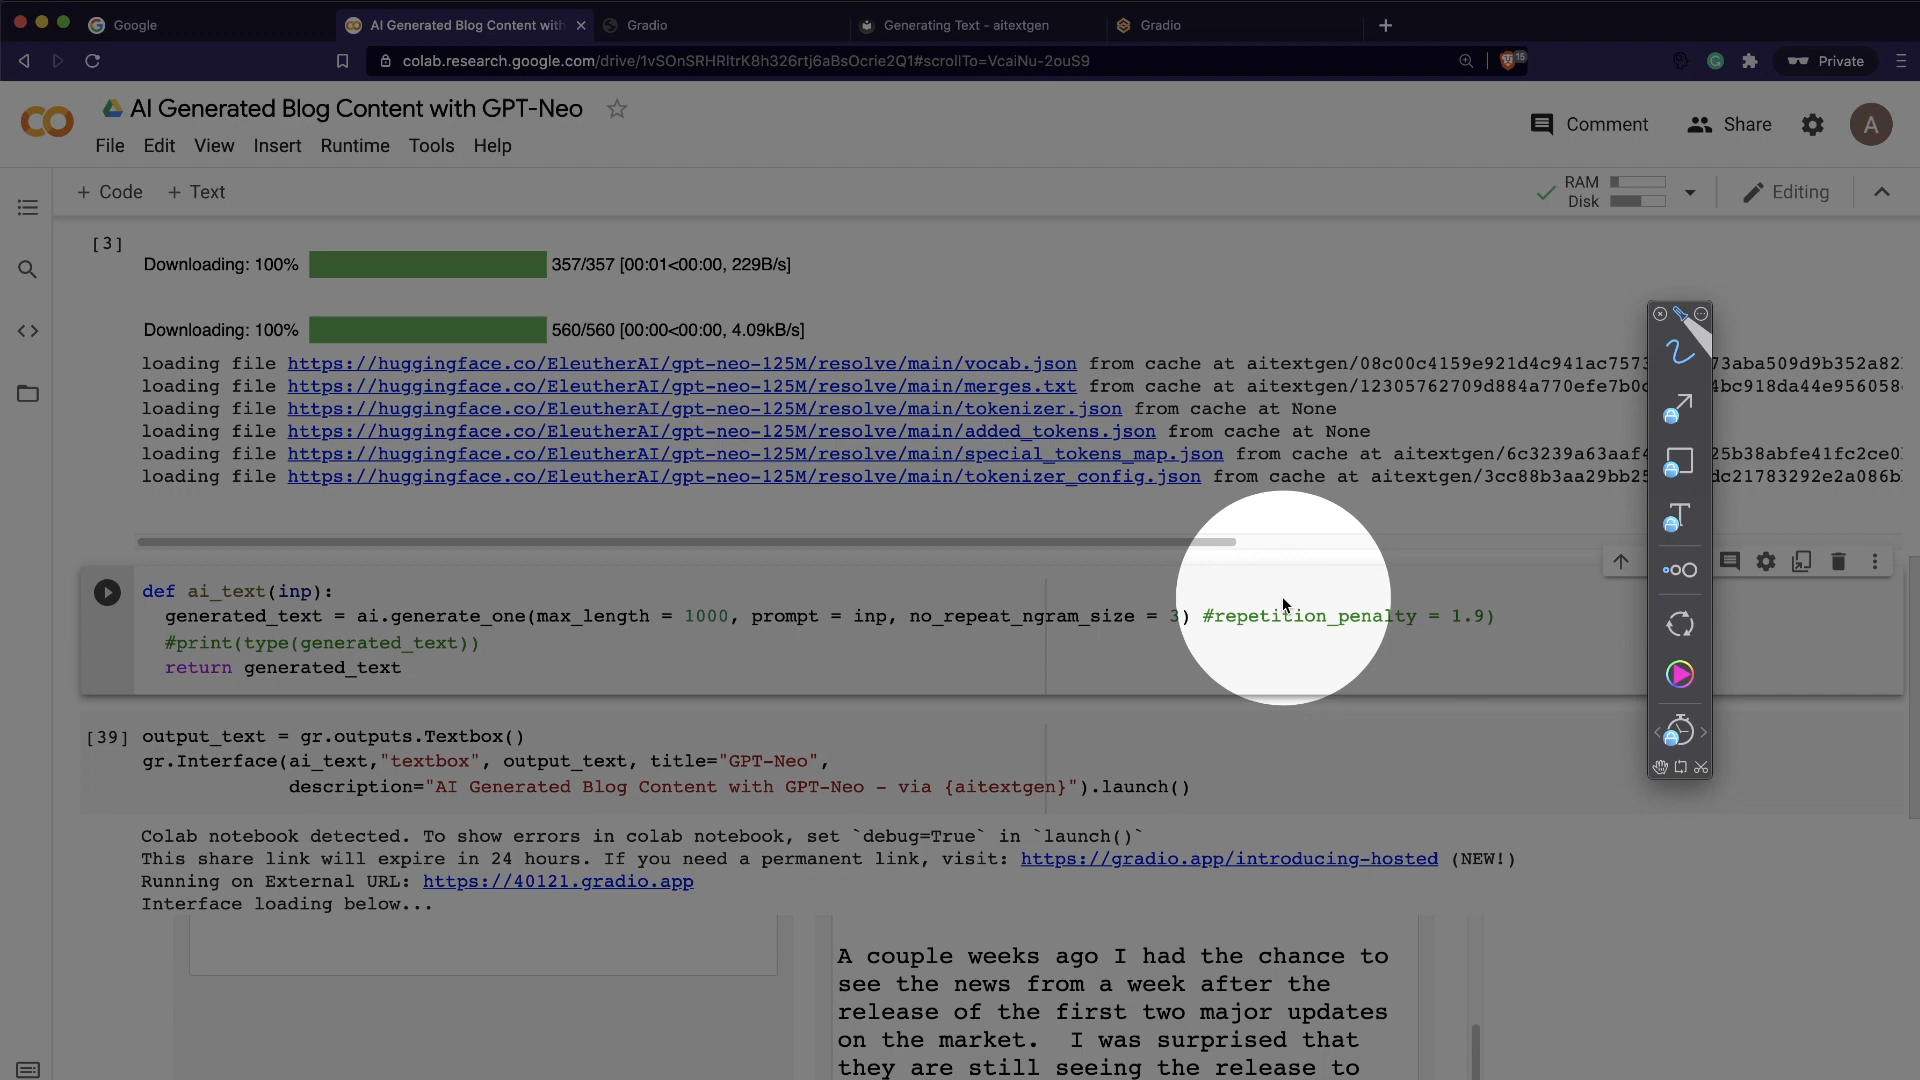 Google
AI Generated Blog Content with
Gradio
Generating Text - aitextgen
Gradio
colab.research.google.com/drive/1vSOnSRHRItrK8h326rtj6aBsOcrie2Q1#scrollTo=VcaiNu-2ouS9
15
Private
AI Generated Blog Content with GPT-Neo
Comment
Share
A
File Edit View Insert Runtime Tools Help
+ Code + Text
RAM
Disk
Editing
[3]
Downloading: 100% 357/357 [00:01<00:00, 229B/s]
Downloading: 100% 560/560 [00:00<00:00, 4.09kB/s]
loading file https://huggingface.co/EleutherAI/gpt-neo-125M/resolve/main/vocab.json from cache at aitextgen/08c00c4159e921d4c941ac757 3aba509d9b352a82
loading file https://huggingface.co/EleutherAI/gpt-neo-125M/resolve/main/merges.txt from cache at aitextgen/12305762709d884a770efe7b0 4bc918da44e956058
loading file https://huggingface.co/EleutherAI/gpt-neo-125M/resolve/main/tokenizer.json from cache at None
loading file https://huggingface.co/EleutherAI/gpt-neo-125M/resolve/main/added_tokens.json from cache at None
loading file https://huggingface.co/EleutherAI/gpt-neo-125M/resolve/main/special_tokens_map.json from cache at aitextgen/6c3239a63aaf 25b38abfe41fc2ce0
loading file https://huggingface.co/EleutherAI/gpt-neo-125M/resolve/main/tokenizer_config.json from cache at aitextgen/3cc88b3aa29bb25 dc21783292e2a086b
def ai_text(inp):
generated_text = ai.generate_one(max_length = 1000, prompt = inp, no_repeat_ngram_size = 3) #repetition_penalty = 1.9)
#print(type(generated_text))
return generated_text
[39] output_text = gr.outputs.Textbox()
gr.Interface(ai_text,"textbox", output_text, title="GPT-Neo",
description="AI Generated Blog Content with GPT-Neo - via {aitextgen}").launch()
Colab notebook detected. To show errors in colab notebook, set `debug=True` in `launch()`
This share link will expire in 24 hours. If you need a permanent link, visit: https://gradio.app/introducing-hosted (NEW!)
Running on External URL: https://40121.gradio.app
Interface loading below...
A couple weeks ago I had the chance to
see the news from a week after the
release of the first two major updates
on the market. I was surprised that
they are still seeing the release to